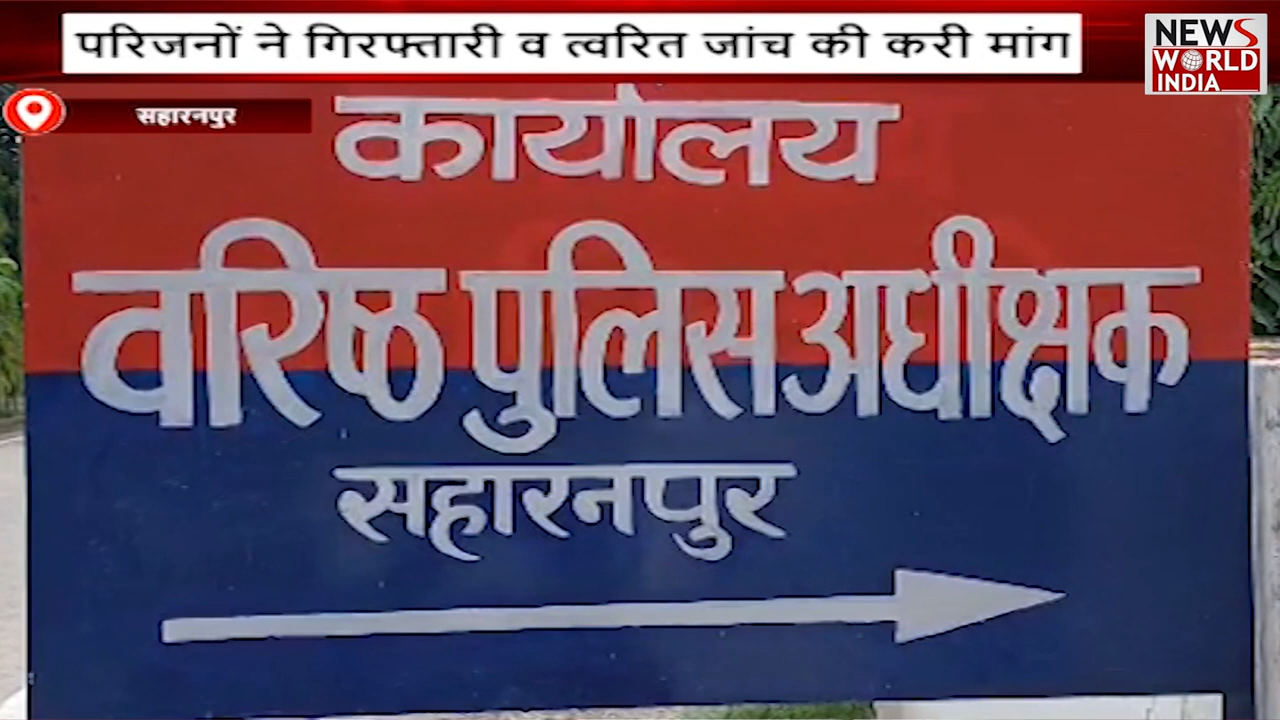 परिजनों ने गिरफ्तारी व त्वरित जांच की करी मांग
NEWS
WORLD
INDIA
सहारनपुर
कार्यालय
वरिष्ठ पुलिस अधीक्षक
सहारनपुर